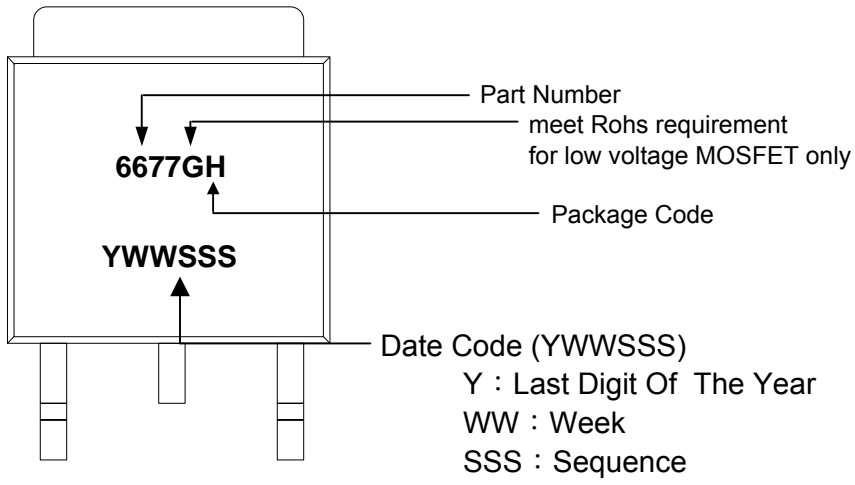 Part Number
meet Rohs requirement
for low voltage MOSFET only
6677GH
Package Code
YWWSSS
Date Code (YWWSSS)
Y：Last Digit Of The Year
WW：Week
SSS：Sequence